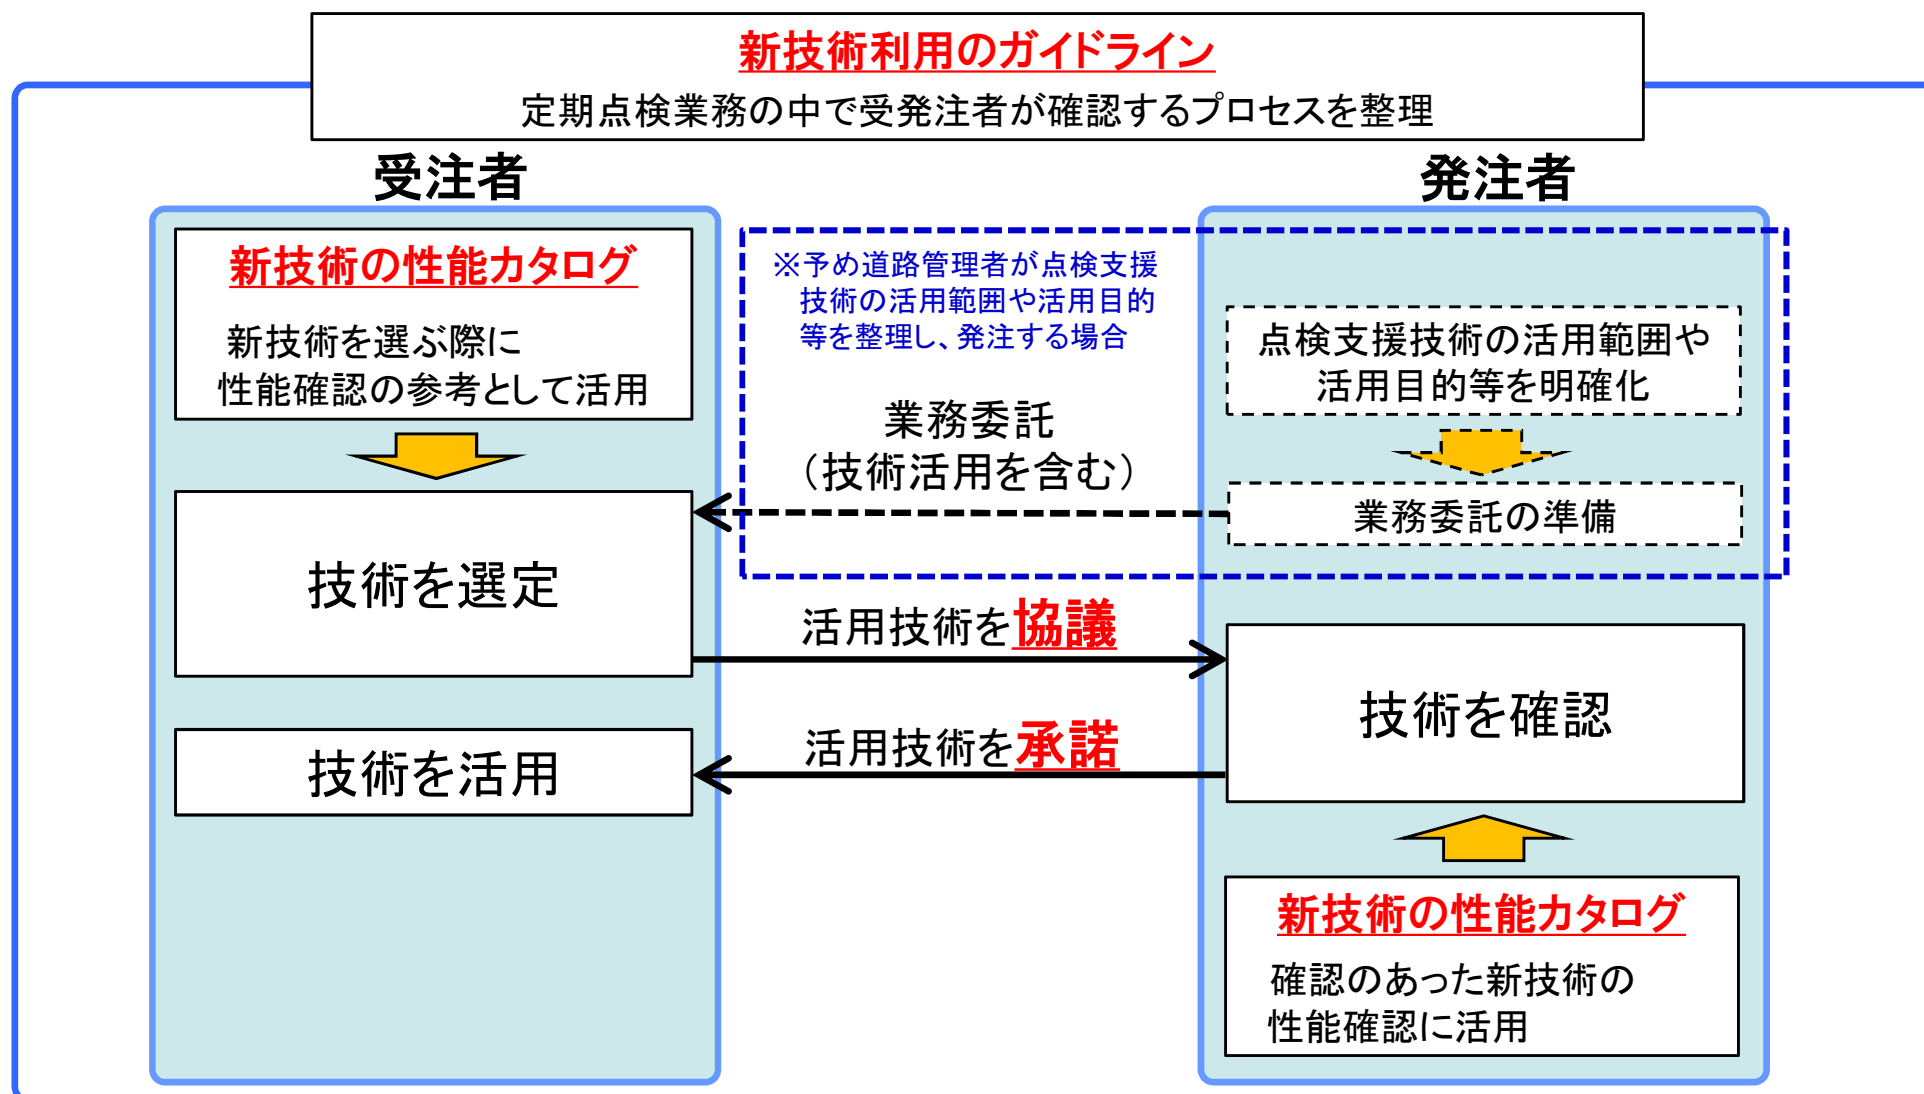 新技術利用のガイドライン
定期点検業務の中で受発注者が確認するプロセスを整理
受注者
新技術の性能カタログ
新技術を選ぶ際に
性能確認の参考として活用
技術を選定
技術を活用
※予め道路管理者が点検支援
技術の活用範囲や活用目的
等を整理し、発注する場合
業務委託
（技術活用を含む）
活用技術を協議
活用技術を承諾
発注者
点検支援技術の活用範囲や
活用目的等を明確化
業務委託の準備
技術を確認
新技術の性能カタログ
確認のあった新技術の
性能確認に活用